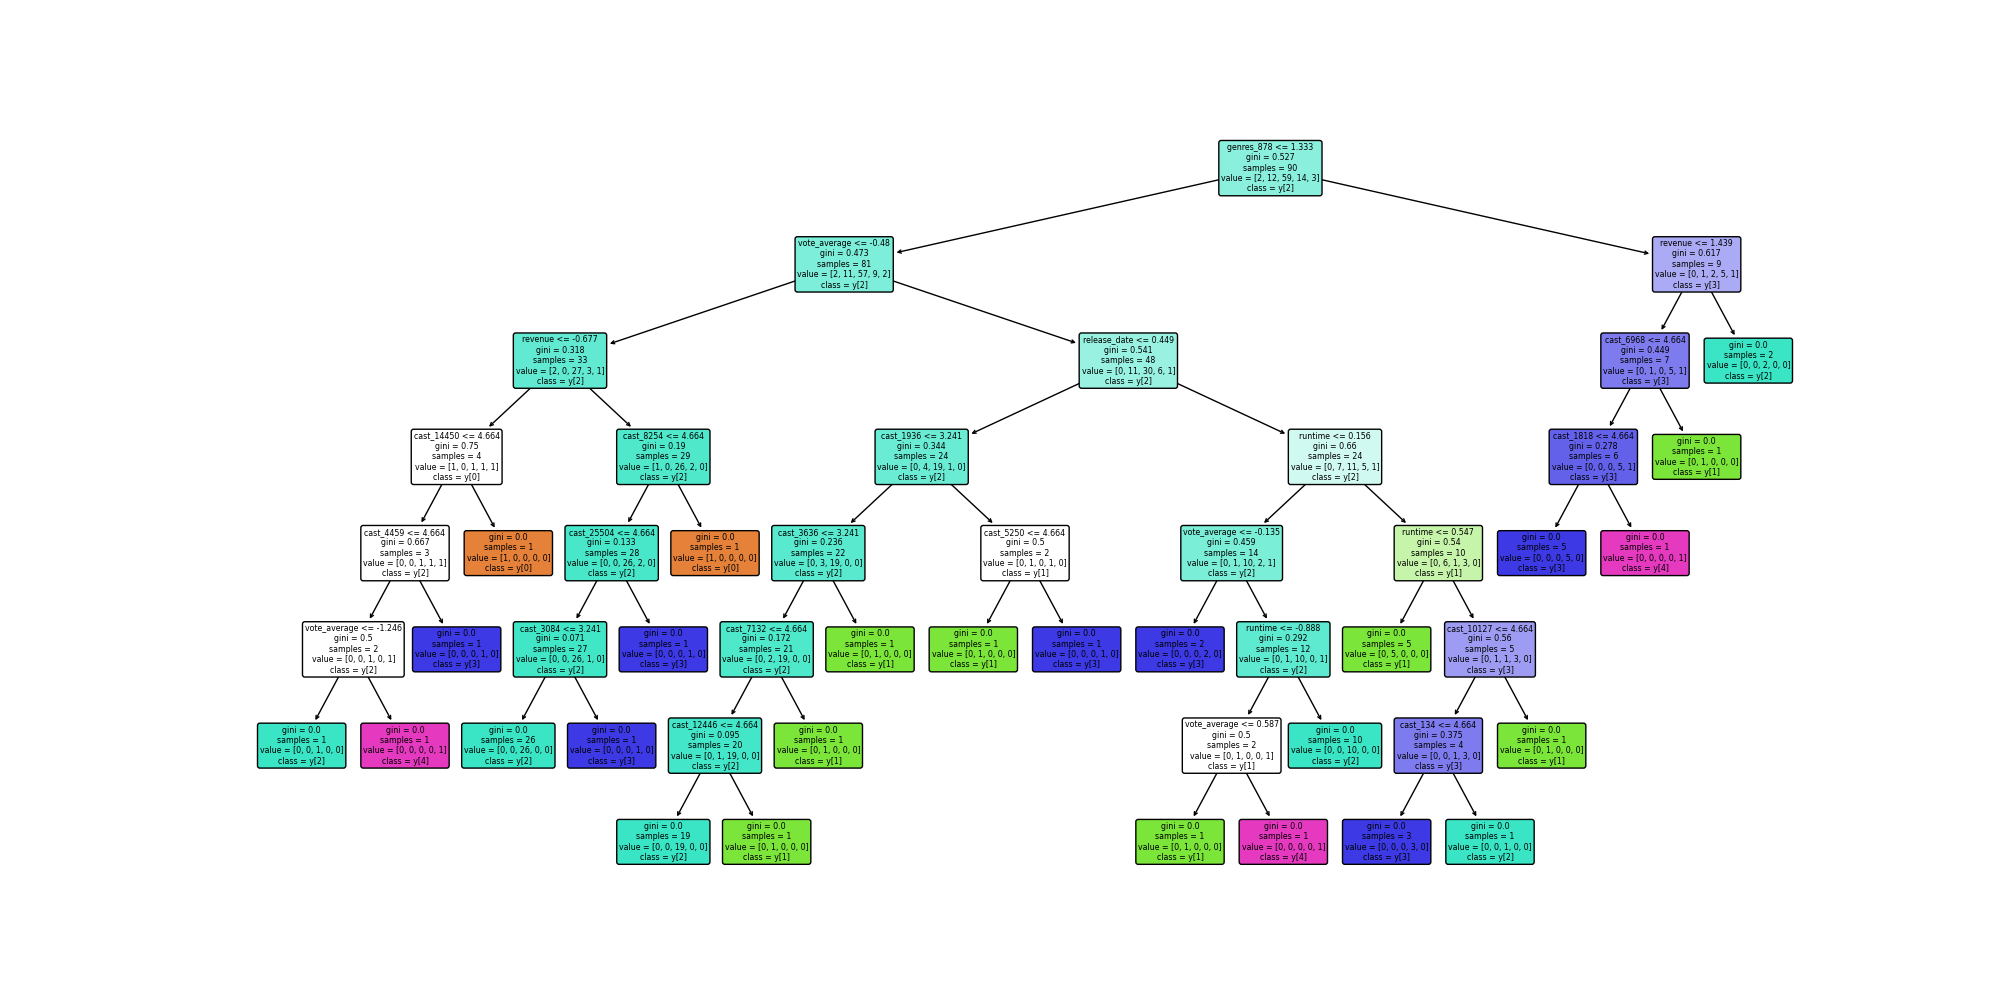 genres_878 <= 1.333
gini = 0.527
samples = 90
value = [2, 12, 59, 14, 3]
class = y[2]
vote_average <= -0.48
gini = 0.473
samples = 81
value = [2, 11, 57, 9, 2]
class = y[2]
revenue <= 1.439
gini = 0.617
samples = 9
value = [0, 1, 2, 5, 1]
class = y[3]
revenue <= -0.677
gini = 0.318
samples = 33
value = [2, 0, 27, 3, 1]
class = y[2]
release_date <= 0.449
gini = 0.541
samples = 48
value = [0, 11, 30, 6, 1]
class = y[2]
cast_6968 <= 4.664
gini = 0.449
samples = 7
value = [0, 1, 0, 5, 1]
class = y[3]
gini = 0.0
samples = 2
value = [0, 0, 2, 0, 0]
class = y[2]
cast_14450 <= 4.664
gini = 0.75
samples = 4
value = [1, 0, 1, 1, 1]
class = y[0]
cast_8254 <= 4.664
gini = 0.19
samples = 29
value = [1, 0, 26, 2, 0]
class = y[2]
cast_1936 <= 3.241
gini = 0.344
samples = 24
value = [0, 4, 19, 1, 0]
class = y[2]
runtime <= 0.156
gini = 0.66
samples = 24
value = [0, 7, 11, 5, 1]
class = y[2]
cast_1818 <= 4.664
gini = 0.278
samples = 6
value = [0, 0, 0, 5, 1]
class = y[3]
gini = 0.0
samples = 1
value = [0, 1, 0, 0, 0]
class = y[1]
cast_4459 <= 4.664
gini = 0.667
samples = 3
value = [0, 0, 1, 1, 1]
class = y[2]
gini = 0.0
samples = 1
value = [1, 0, 0, 0, 0]
class = y[0]
cast_25504 <= 4.664
gini = 0.133
samples = 28
value = [0, 0, 26, 2, 0]
class = y[2]
gini = 0.0
samples = 1
value = [1, 0, 0, 0, 0]
class = y[0]
cast_3636 <= 3.241
gini = 0.236
samples = 22
value = [0, 3, 19, 0, 0]
class = y[2]
cast_5250 <= 4.664
gini = 0.5
samples = 2
value = [0, 1, 0, 1, 0]
class = y[1]
vote_average <= -0.135
gini = 0.459
samples = 14
value = [0, 1, 10, 2, 1]
class = y[2]
runtime <= 0.547
gini = 0.54
samples = 10
value = [0, 6, 1, 3, 0]
class = y[1]
gini = 0.0
samples = 5
value = [0, 0, 0, 5, 0]
class = y[3]
gini = 0.0
samples = 1
value = [0, 0, 0, 0, 1]
class = y[4]
vote_average <= -1.246
gini = 0.5
samples = 2
value = [0, 0, 1, 0, 1]
class = y[2]
gini = 0.0
samples = 1
value = [0, 0, 0, 1, 0]
class = y[3]
cast_3084 <= 3.241
gini = 0.071
samples = 27
value = [0, 0, 26, 1, 0]
class = y[2]
gini = 0.0
samples = 1
value = [0, 0, 0, 1, 0]
class = y[3]
cast_7132 <= 4.664
gini = 0.172
samples = 21
value = [0, 2, 19, 0, 0]
class = y[2]
gini = 0.0
samples = 1
value = [0, 1, 0, 0, 0]
class = y[1]
gini = 0.0
samples = 1
value = [0, 1, 0, 0, 0]
class = y[1]
gini = 0.0
samples = 1
value = [0, 0, 0, 1, 0]
class = y[3]
gini = 0.0
samples = 2
value = [0, 0, 0, 2, 0]
class = y[3]
runtime <= -0.888
gini = 0.292
samples = 12
value = [0, 1, 10, 0, 1]
class = y[2]
gini = 0.0
samples = 5
value = [0, 5, 0, 0, 0]
class = y[1]
cast_10127 <= 4.664
gini = 0.56
samples = 5
value = [0, 1, 1, 3, 0]
class = y[3]
gini = 0.0
samples = 1
value = [0, 0, 1, 0, 0]
class = y[2]
gini = 0.0
samples = 1
value = [0, 0, 0, 0, 1]
class = y[4]
gini = 0.0
samples = 26
value = [0, 0, 26, 0, 0]
class = y[2]
gini = 0.0
samples = 1
value = [0, 0, 0, 1, 0]
class = y[3]
cast_12446 <= 4.664
gini = 0.095
samples = 20
value = [0, 1, 19, 0, 0]
class = y[2]
gini = 0.0
samples = 1
value = [0, 1, 0, 0, 0]
class = y[1]
vote_average <= 0.587
gini = 0.5
samples = 2
value = [0, 1, 0, 0, 1]
class = y[1]
gini = 0.0
samples = 10
value = [0, 0, 10, 0, 0]
class = y[2]
cast_134 <= 4.664
gini = 0.375
samples = 4
value = [0, 0, 1, 3, 0]
class = y[3]
gini = 0.0
samples = 1
value = [0, 1, 0, 0, 0]
class = y[1]
gini = 0.0
samples = 19
value = [0, 0, 19, 0, 0]
class = y[2]
gini = 0.0
samples = 1
value = [0, 1, 0, 0, 0]
class = y[1]
gini = 0.0
samples = 1
value = [0, 1, 0, 0, 0]
class = y[1]
gini = 0.0
samples = 1
value = [0, 0, 0, 0, 1]
class = y[4]
gini = 0.0
samples = 3
value = [0, 0, 0, 3, 0]
class = y[3]
gini = 0.0
samples = 1
value = [0, 0, 1, 0, 0]
class = y[2]